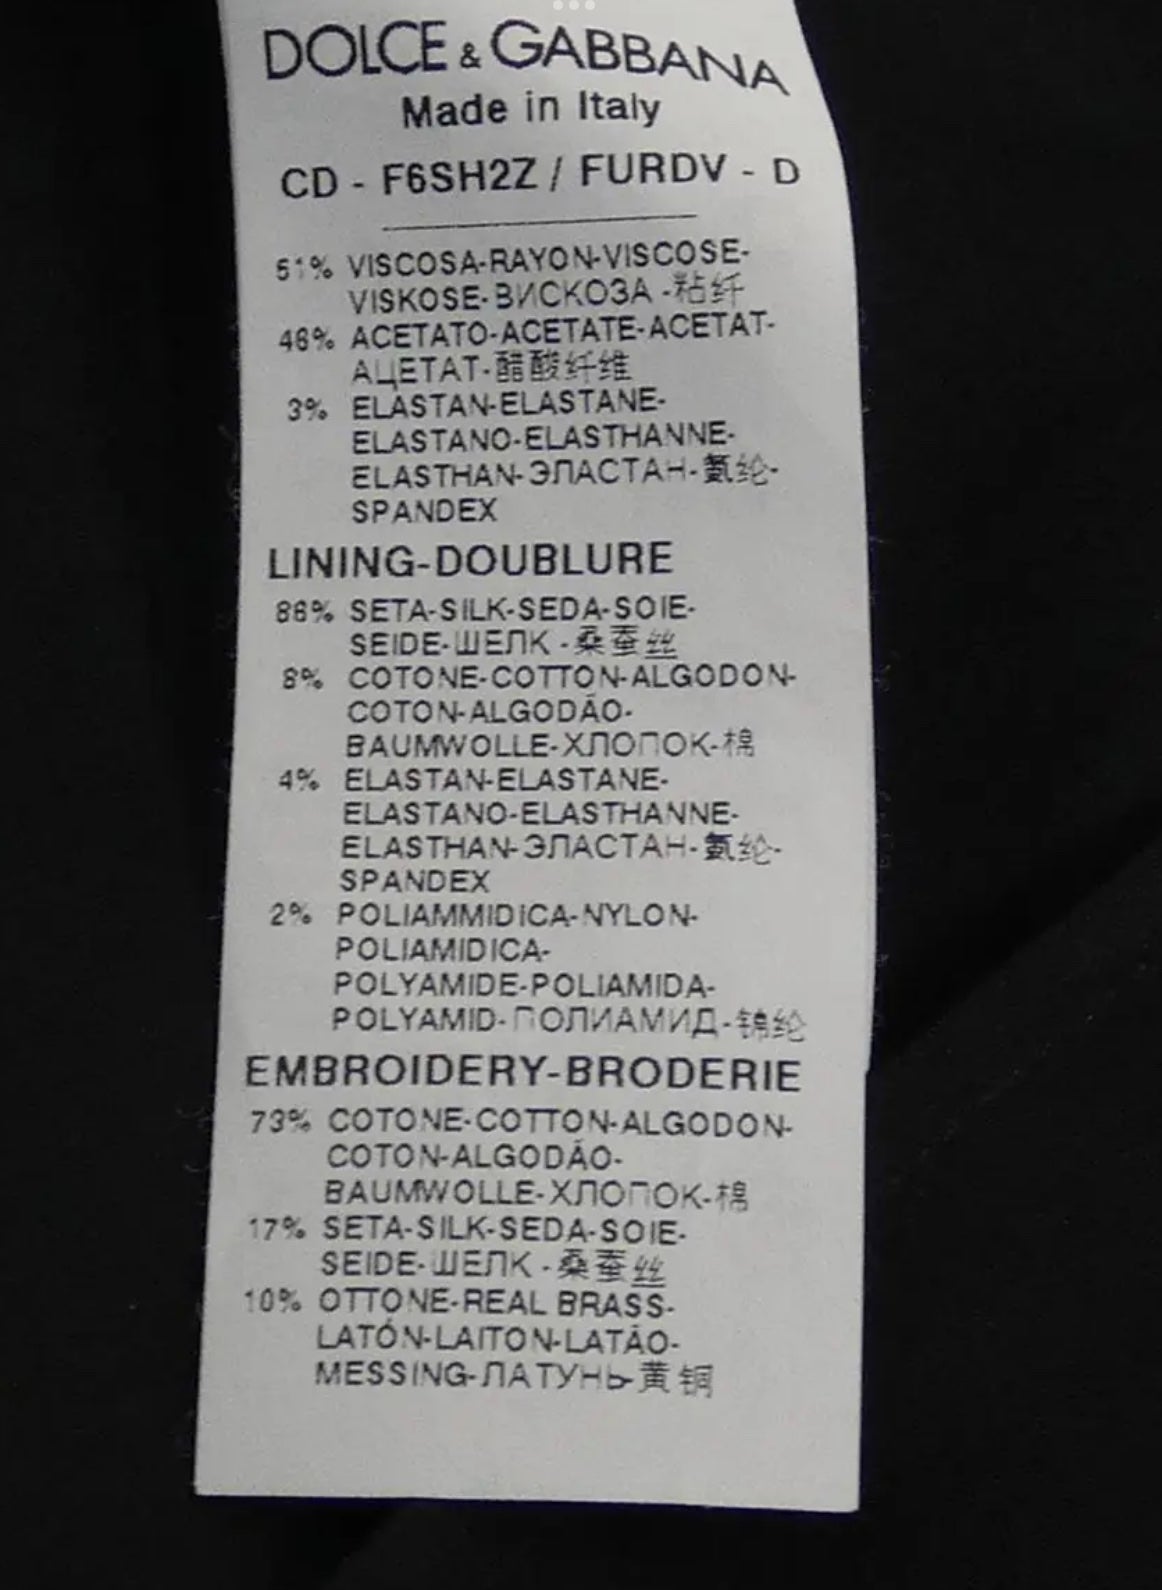 DOLCE & GABBANA
Made in Italy
CD - F6SH2Z / FURDV - D
51% VISCOSA-RAYON-VISCOSE-
VISKOSE-ВИСКОЗА -粘纤
46% ACETATO-ACETATE-ACETAT-
АЦЕТАТ-醋酸纤维
3% ELASTAN-ELASTANE-
ELASTANO-ELASTHANNE-
ELASTHAN-ЭЛАСТАН-氨纶-
SPANDEX
LINING-DOUBLURE
86% SETA-SILK-SEDA-SOIE-
SEIDE-ШЕЛК -桑蚕丝
8% COTONE-COTTON-ALGODON-
COTON-ALGODÃO-
BAUMWOLLE-ХЛОПОК-棉
4% ELASTAN-ELASTANE-
ELASTANO-ELASTHANNE-
ELASTHAN-ЭЛАСТАН-氨纶-
SPANDEX
2% POLIAMMIDICA-NYLON-
POLIAMIDICA-
POLYAMIDE-POLIAMIDA-
POLYAMID-ПОЛИАМИД-锦纶
EMBROIDERY-BRODERIE
73% COTONE-COTTON-ALGODON-
COTON-ALGODÃO-
BAUMWOLLE-ХЛОПОК-棉
17% SETA-SILK-SEDA-SOIE-
SEIDE-ШЕЛК -桑蚕丝
10% OTTONE-REAL BRASS-
LATÓN-LAITON-LATÃO-
MESSING-ЛАТУНЬ-黄铜